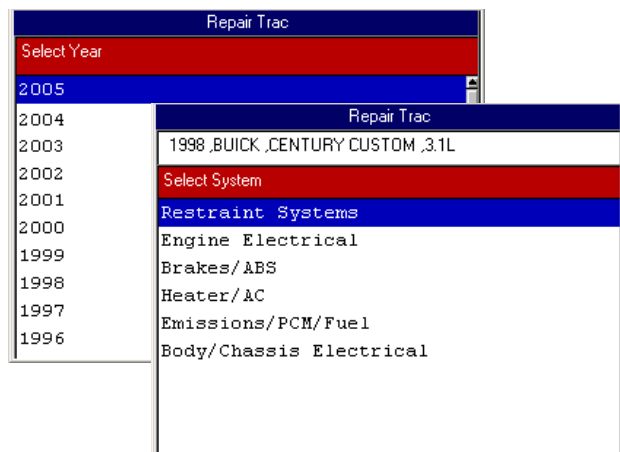 Repair Trac
Select Year
2005
2004
2003
2002
2001
2000
1999
1998
1997
1996
Repair Trac
1998 ,BUICK ,CENTURY CUSTOM ,3.1L
Select System
Restraint Systems
Engine Electrical
Brakes/ABS
Heater/AC
Emissions/PCM/Fuel
Body/Chassis Electrical